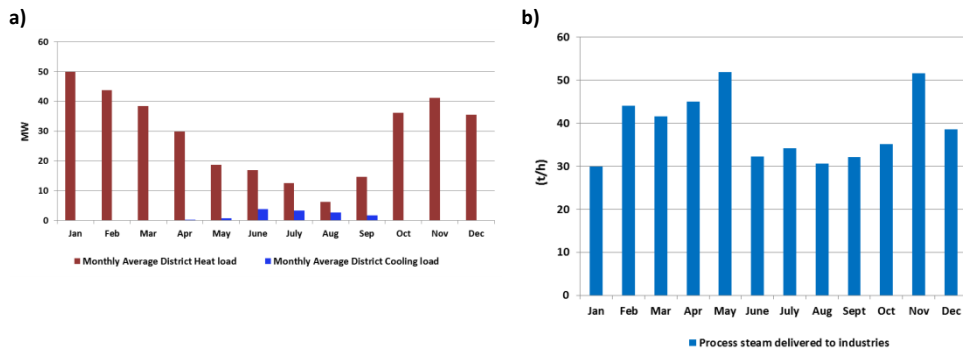 a)
60
50
40
30
20
10
0
MW
Jan Feb Mar Apr May June July Aug Sep Oct Nov Dec
Monthly Average District Heat load Monthly Average District Cooling load
b)
60
50
40
30
20
10
0
(t/h)
Jan Feb Mar Apr May June July Aug Sept Oct Nov Dec
Process steam delivered to industries